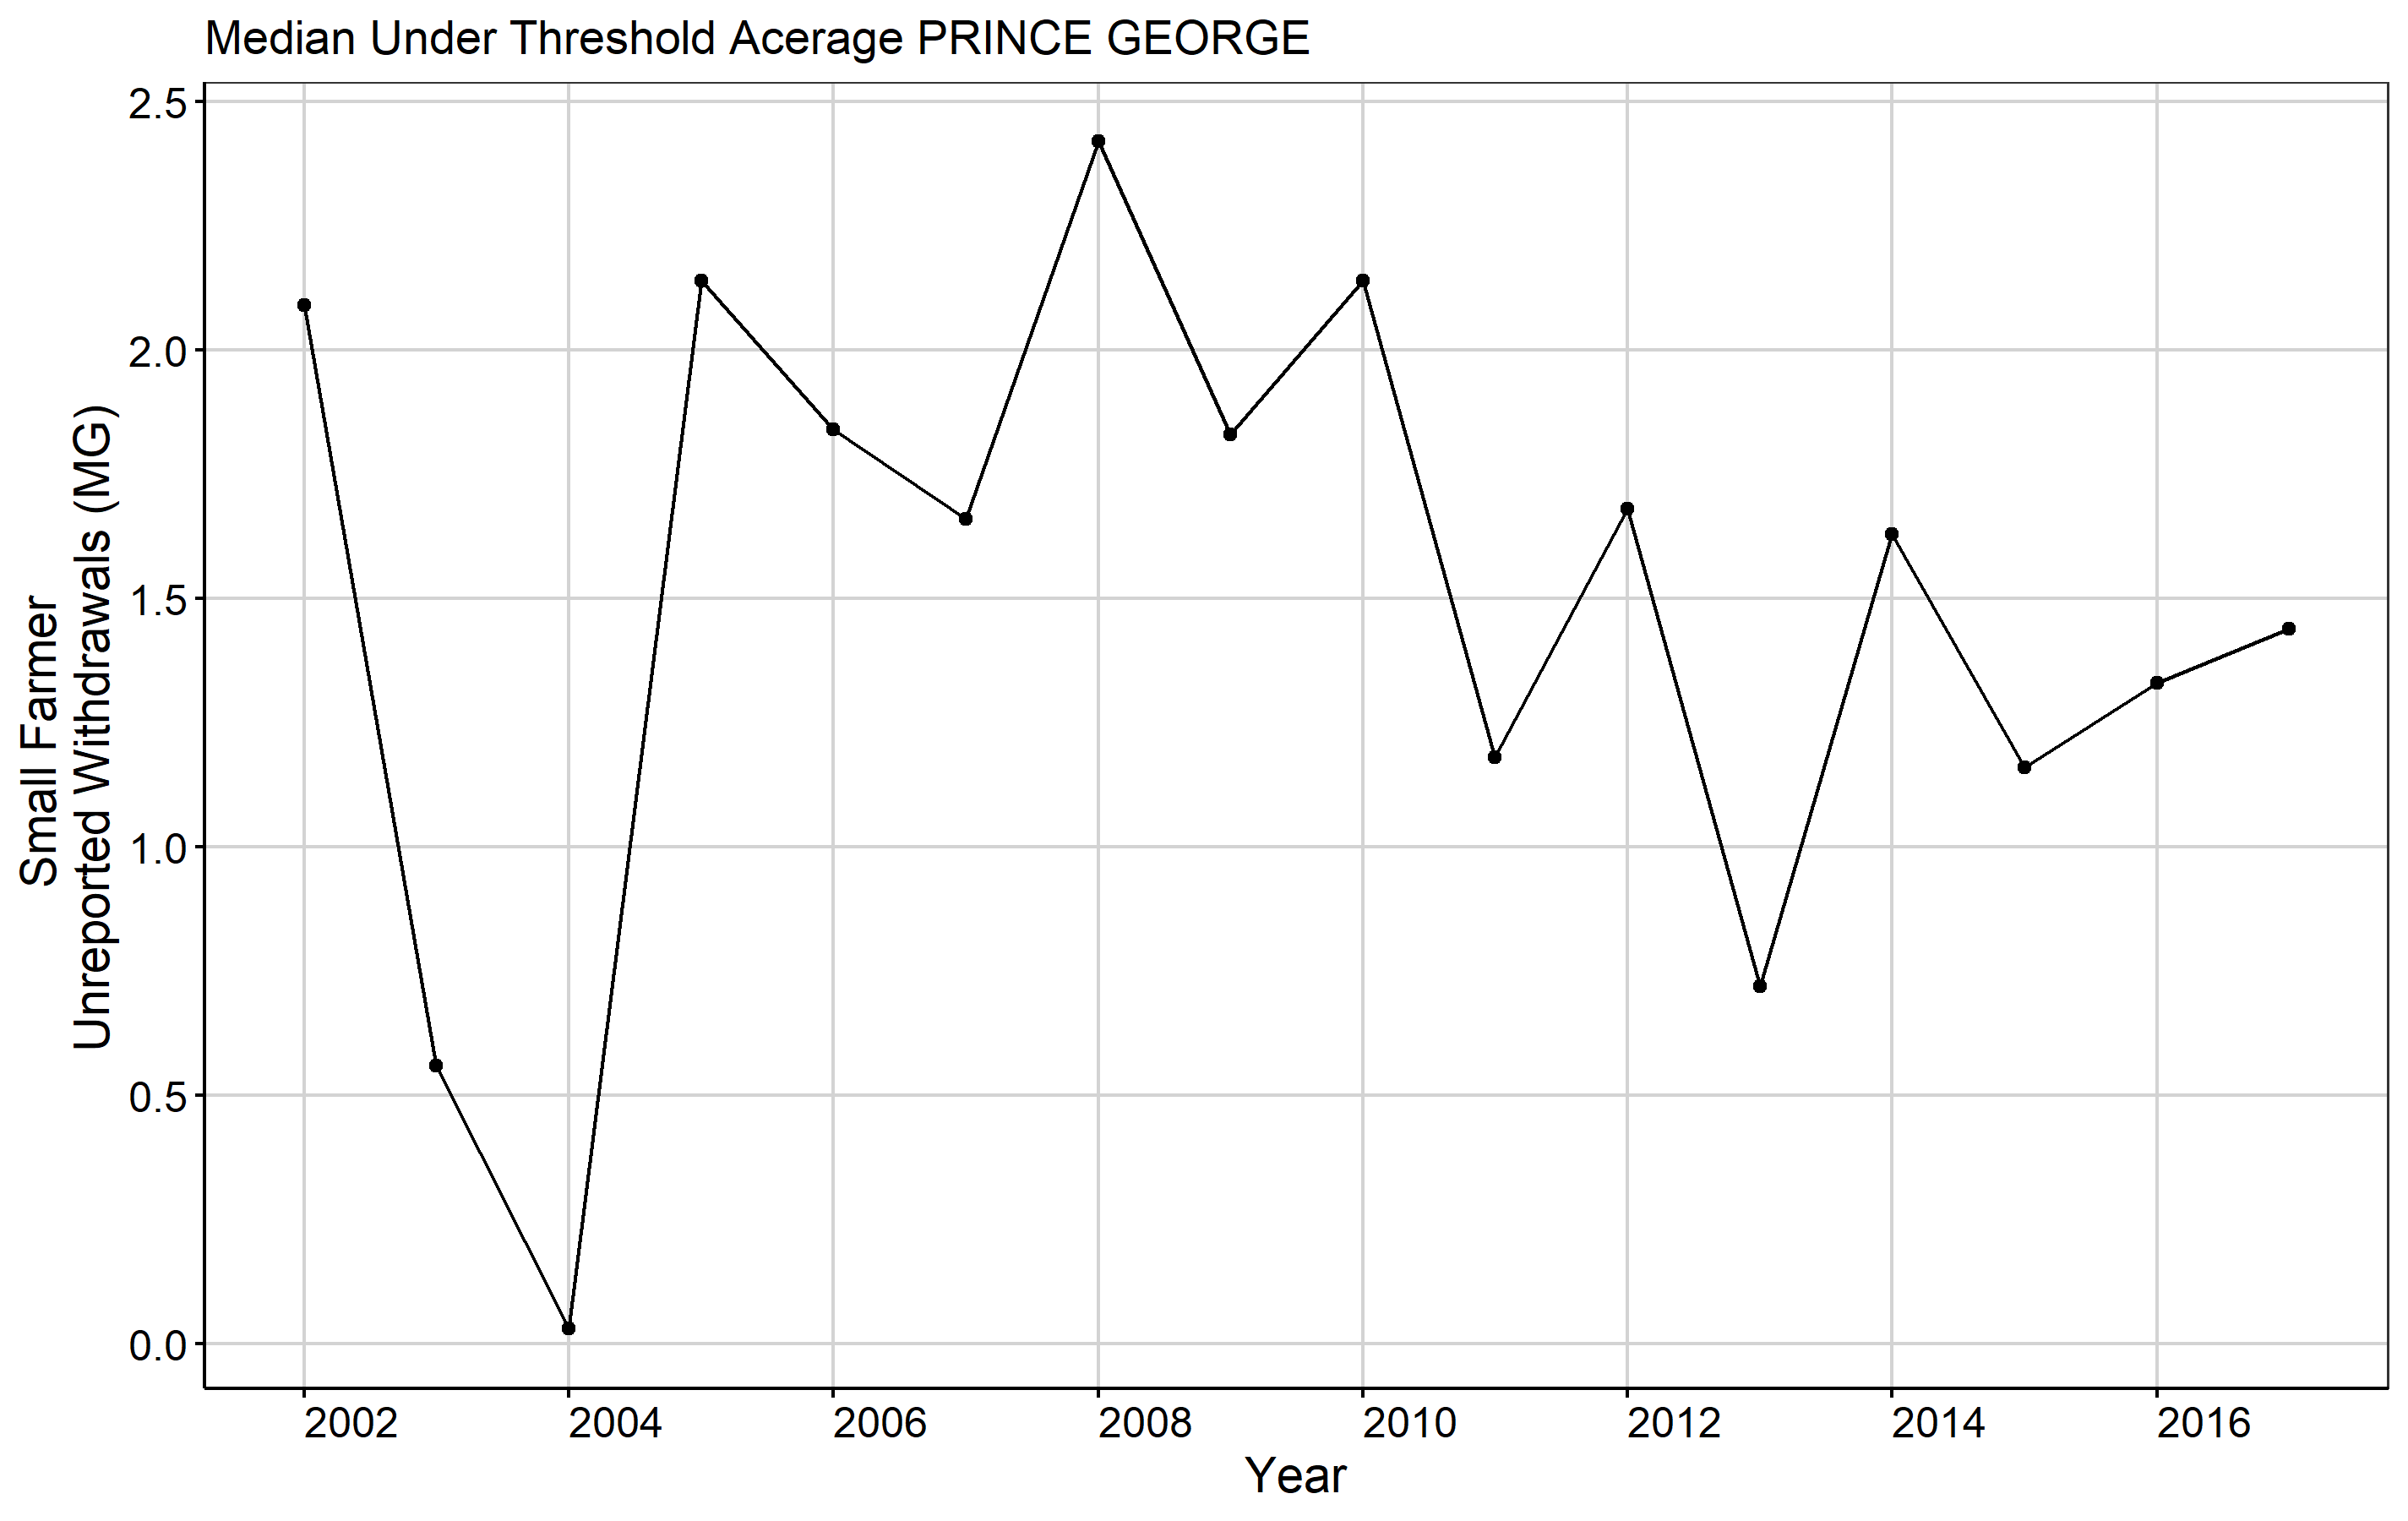 Median Under Threshold Acerage PRINCE GEORGE
2.5
2.0
1.5
1.0
0.5
0.0
Small Farmer
Unreported Withdrawals (MG)
2002 2004 2006 2008 2010 2012 2014 2016
Year